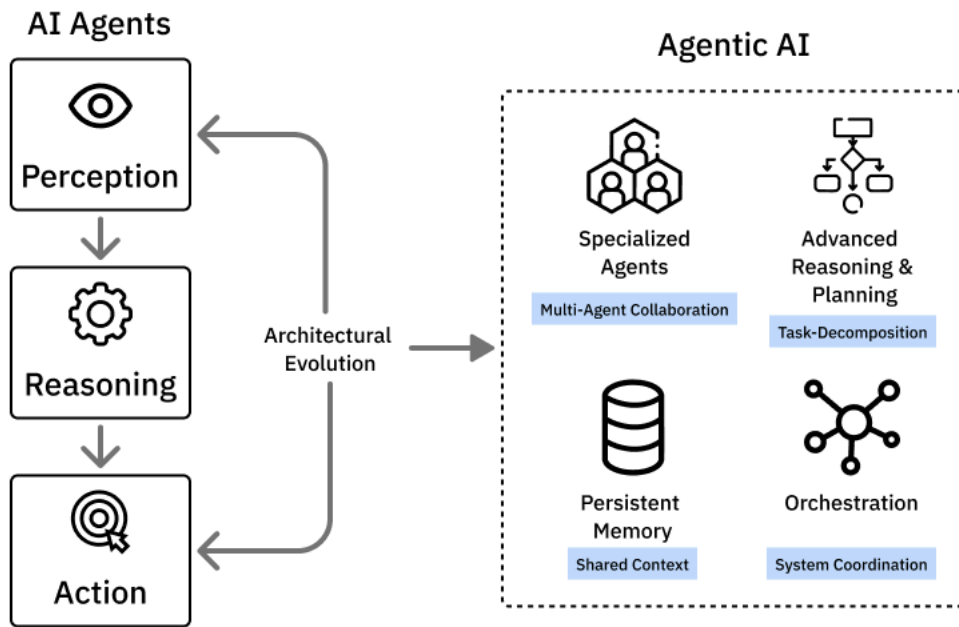 AI Agents
Perception
Reasoning
Action
Architectural
Evolution
Agentic AI
Specialized
Agents
Multi-Agent Collaboration
Advanced
Reasoning &
Planning
Task-Decomposition
Persistent
Memory
Shared Context
Orchestration
System Coordination